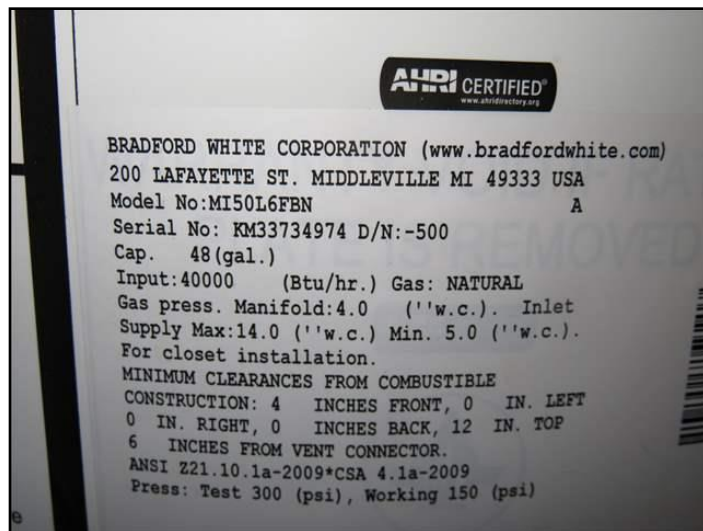 AHRI CERTIFIED®
www.ahridirectory.org
BRADFORD WHITE CORPORATION (www.bradfordwhite.com)
200 LAFAYETTE ST. MIDDLEVILLE MI 49333 USA
Model No:MI50L6FBN A
Serial No: KM33734974 D/N:-500
Cap. 48(gal.)
Input:40000 (Btu/hr.) Gas: NATURAL
Gas press. Manifold:4.0 (''w.c.). Inlet
Supply Max:14.0 (''w.c.) Min. 5.0 (''w.c.).
For closet installation.
MINIMUM CLEARANCES FROM COMBUSTIBLE
CONSTRUCTION: 4 INCHES FRONT, 0 IN. LEFT
0 IN. RIGHT, 0 INCHES BACK, 12 IN. TOP
6 INCHES FROM VENT CONNECTOR.
ANSI Z21.10.1a-2009*CSA 4.1a-2009
Press: Test 300 (psi), Working 150 (psi)